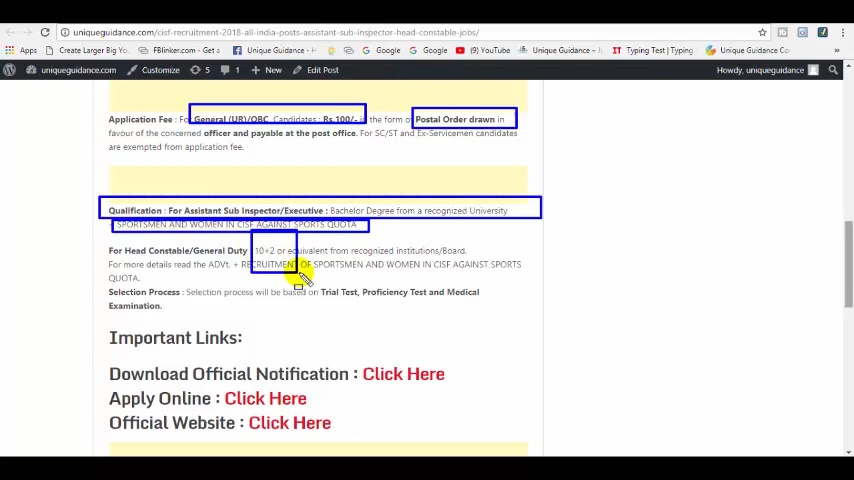 uniqueguidance.com/cisf-recruitment-2018-all-india-posts-assistant-sub-inspector-head-constable-jobs/
Apps Create Larger Big Yo FBlinker.com - Get a Unique Guidance - H Google Google (9) YouTube Unique Guidance - Cu Typing Test | Typing Unique Guidance Co
uniqueguidance.com Customize 5 1 New Edit Post Howdy, uniqueguidance
Application Fee : For General (UR)/OBC Candidates : Rs.100/- in the form of Postal Order drawn in
favour of the concerned officer and payable at the post office. For SC/ST and Ex-Servicemen candidates
are exempted from application fee.
Qualification : For Assistant Sub Inspector/Executive : Bachelor Degree from a recognized University
+ SPORTSMEN AND WOMEN IN CISF AGAINST SPORTS QUOTA
For Head Constable/General Duty : 10+2 or equivalent from recognized institutions/Board.
For more details read the ADVt. + RECRUITMENT OF SPORTSMEN AND WOMEN IN CISF AGAINST SPORTS
QUOTA.
Selection Process : Selection process will be based on Trial Test, Proficiency Test and Medical
Examination.
Important Links:
Download Official Notification : Click Here
Apply Online : Click Here
Official Website : Click Here